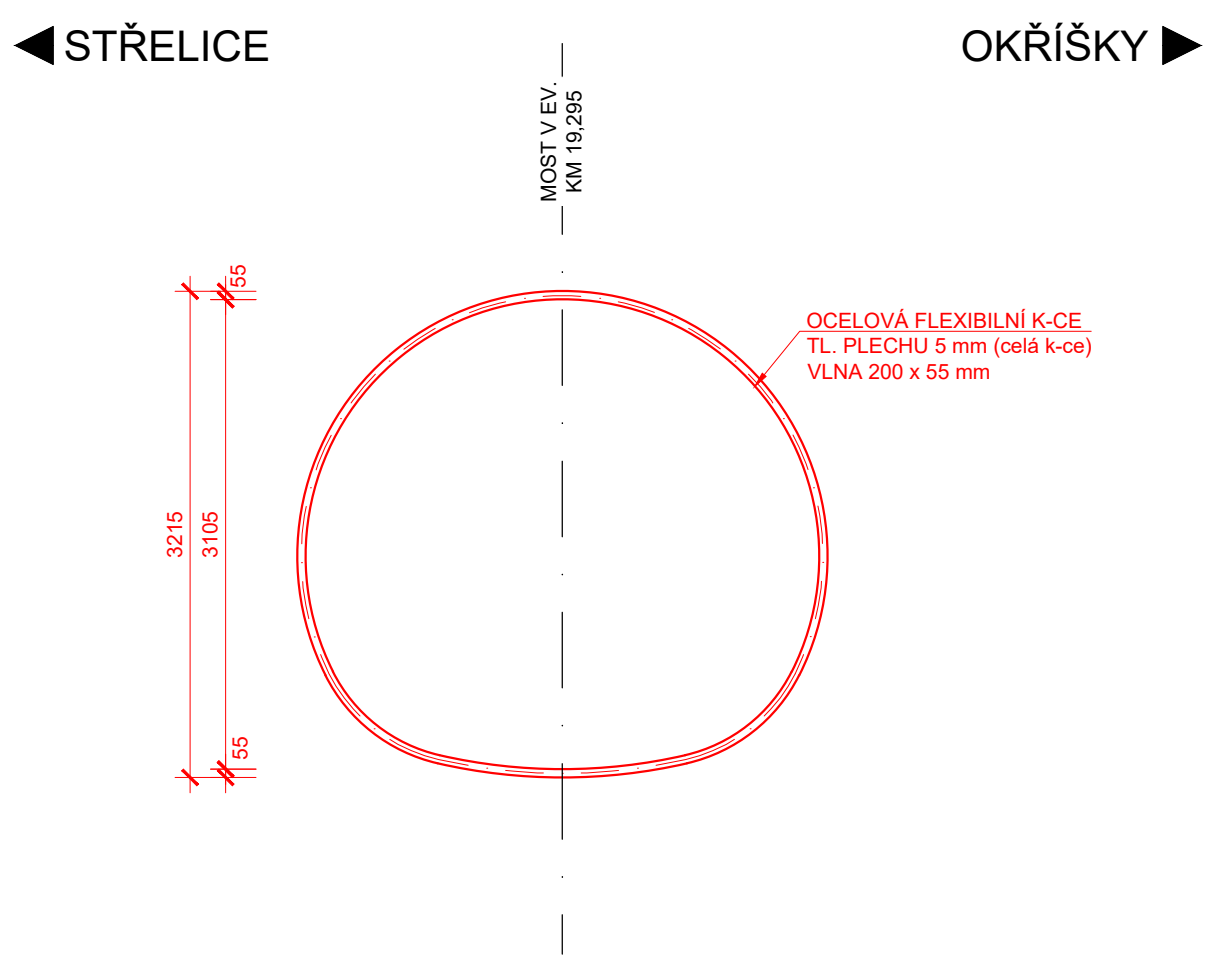 STŘELICE
OKŘÍŠKY
MOST V EV.
KM 19,295
55
3215
3105
55
OCELOVÁ FLEXIBILNÍ K-CE
TL. PLECHU 5 mm (celá k-ce)
VLNA 200 x 55 mm